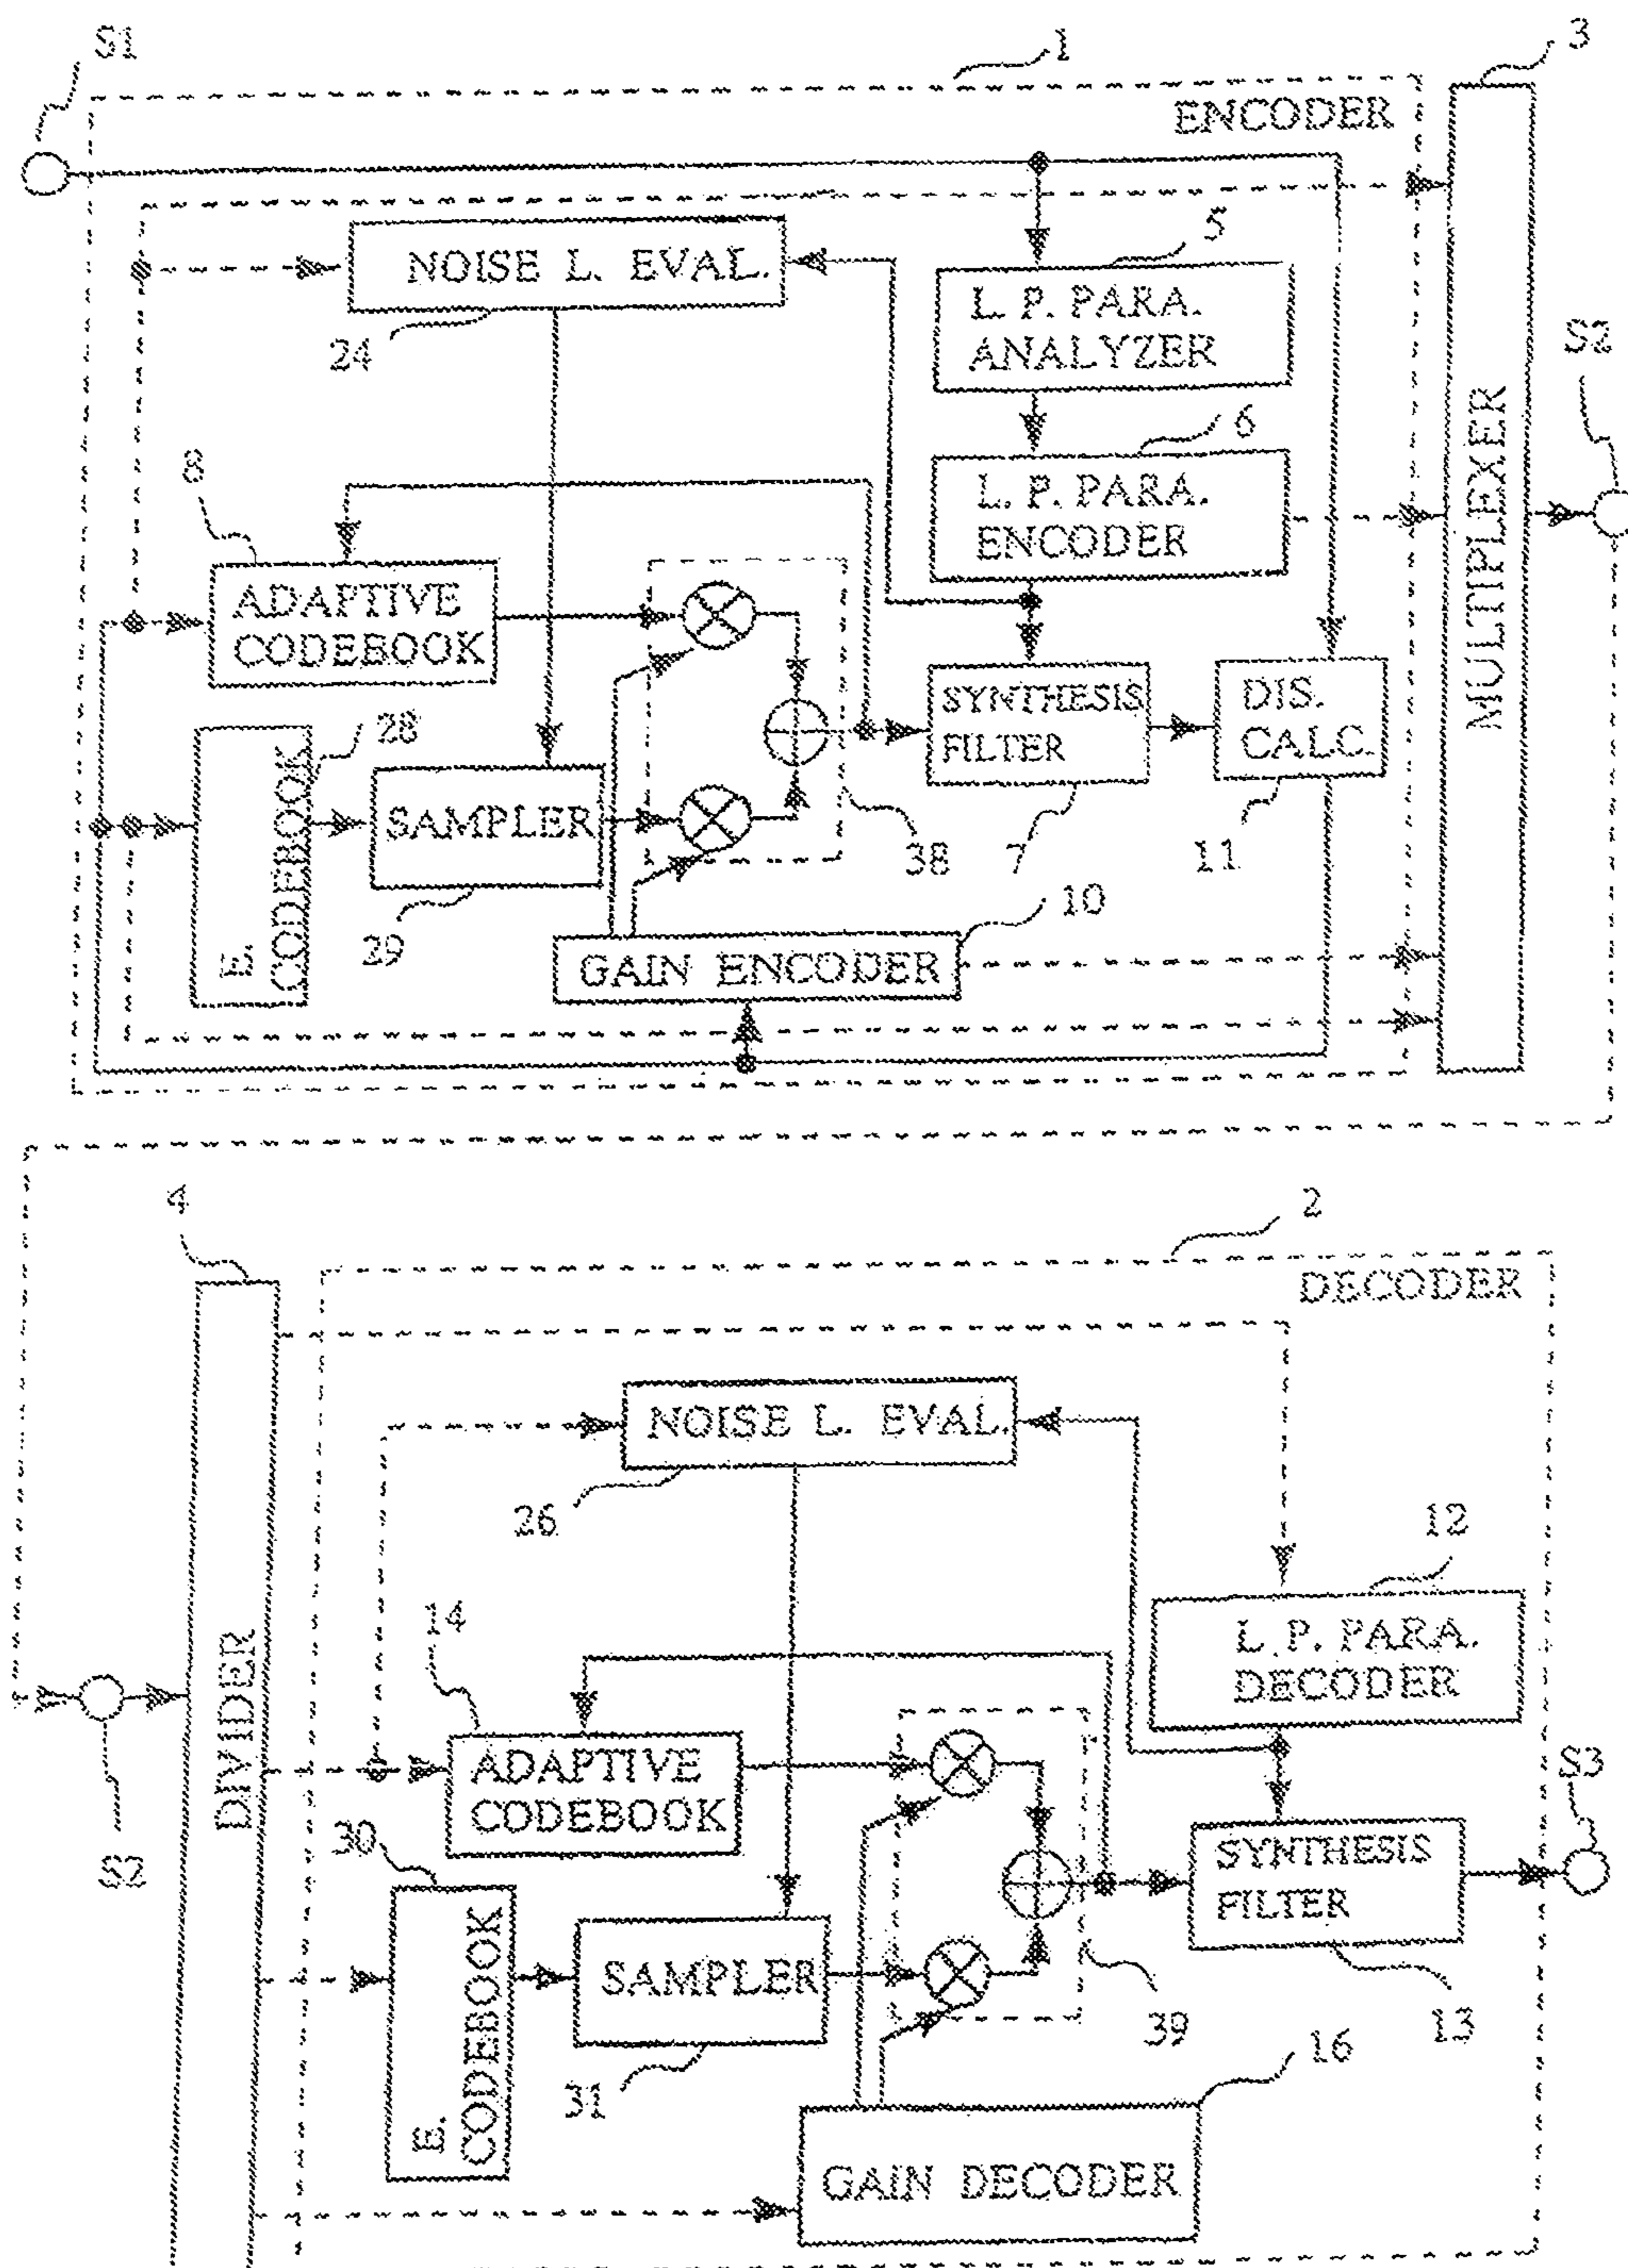 S1
1
3
ENCODER
5
NOISE L. EVAL.
L. P. PARA.
ANALYZER
24
S2
6
8
L. P. PARA.
ENCODER
MULTIPLEXER
ADAPTIVE
CODEBOOK
SYNTHESIS
FILTER
DIS.
CALC.
28
E.
CODEBOOK
SAMPLER
38
7
11
29
10
GAIN ENCODER
4
2
DECODER
NOISE L. EVAL.
26
12
14
L. P. PARA.
DECODER
DIVIDER
ADAPTIVE
CODEBOOK
S3
S2
30
SYNTHESIS
FILTER
E.
CODEBOOK
SAMPLER
39
13
31
16
GAIN DECODER